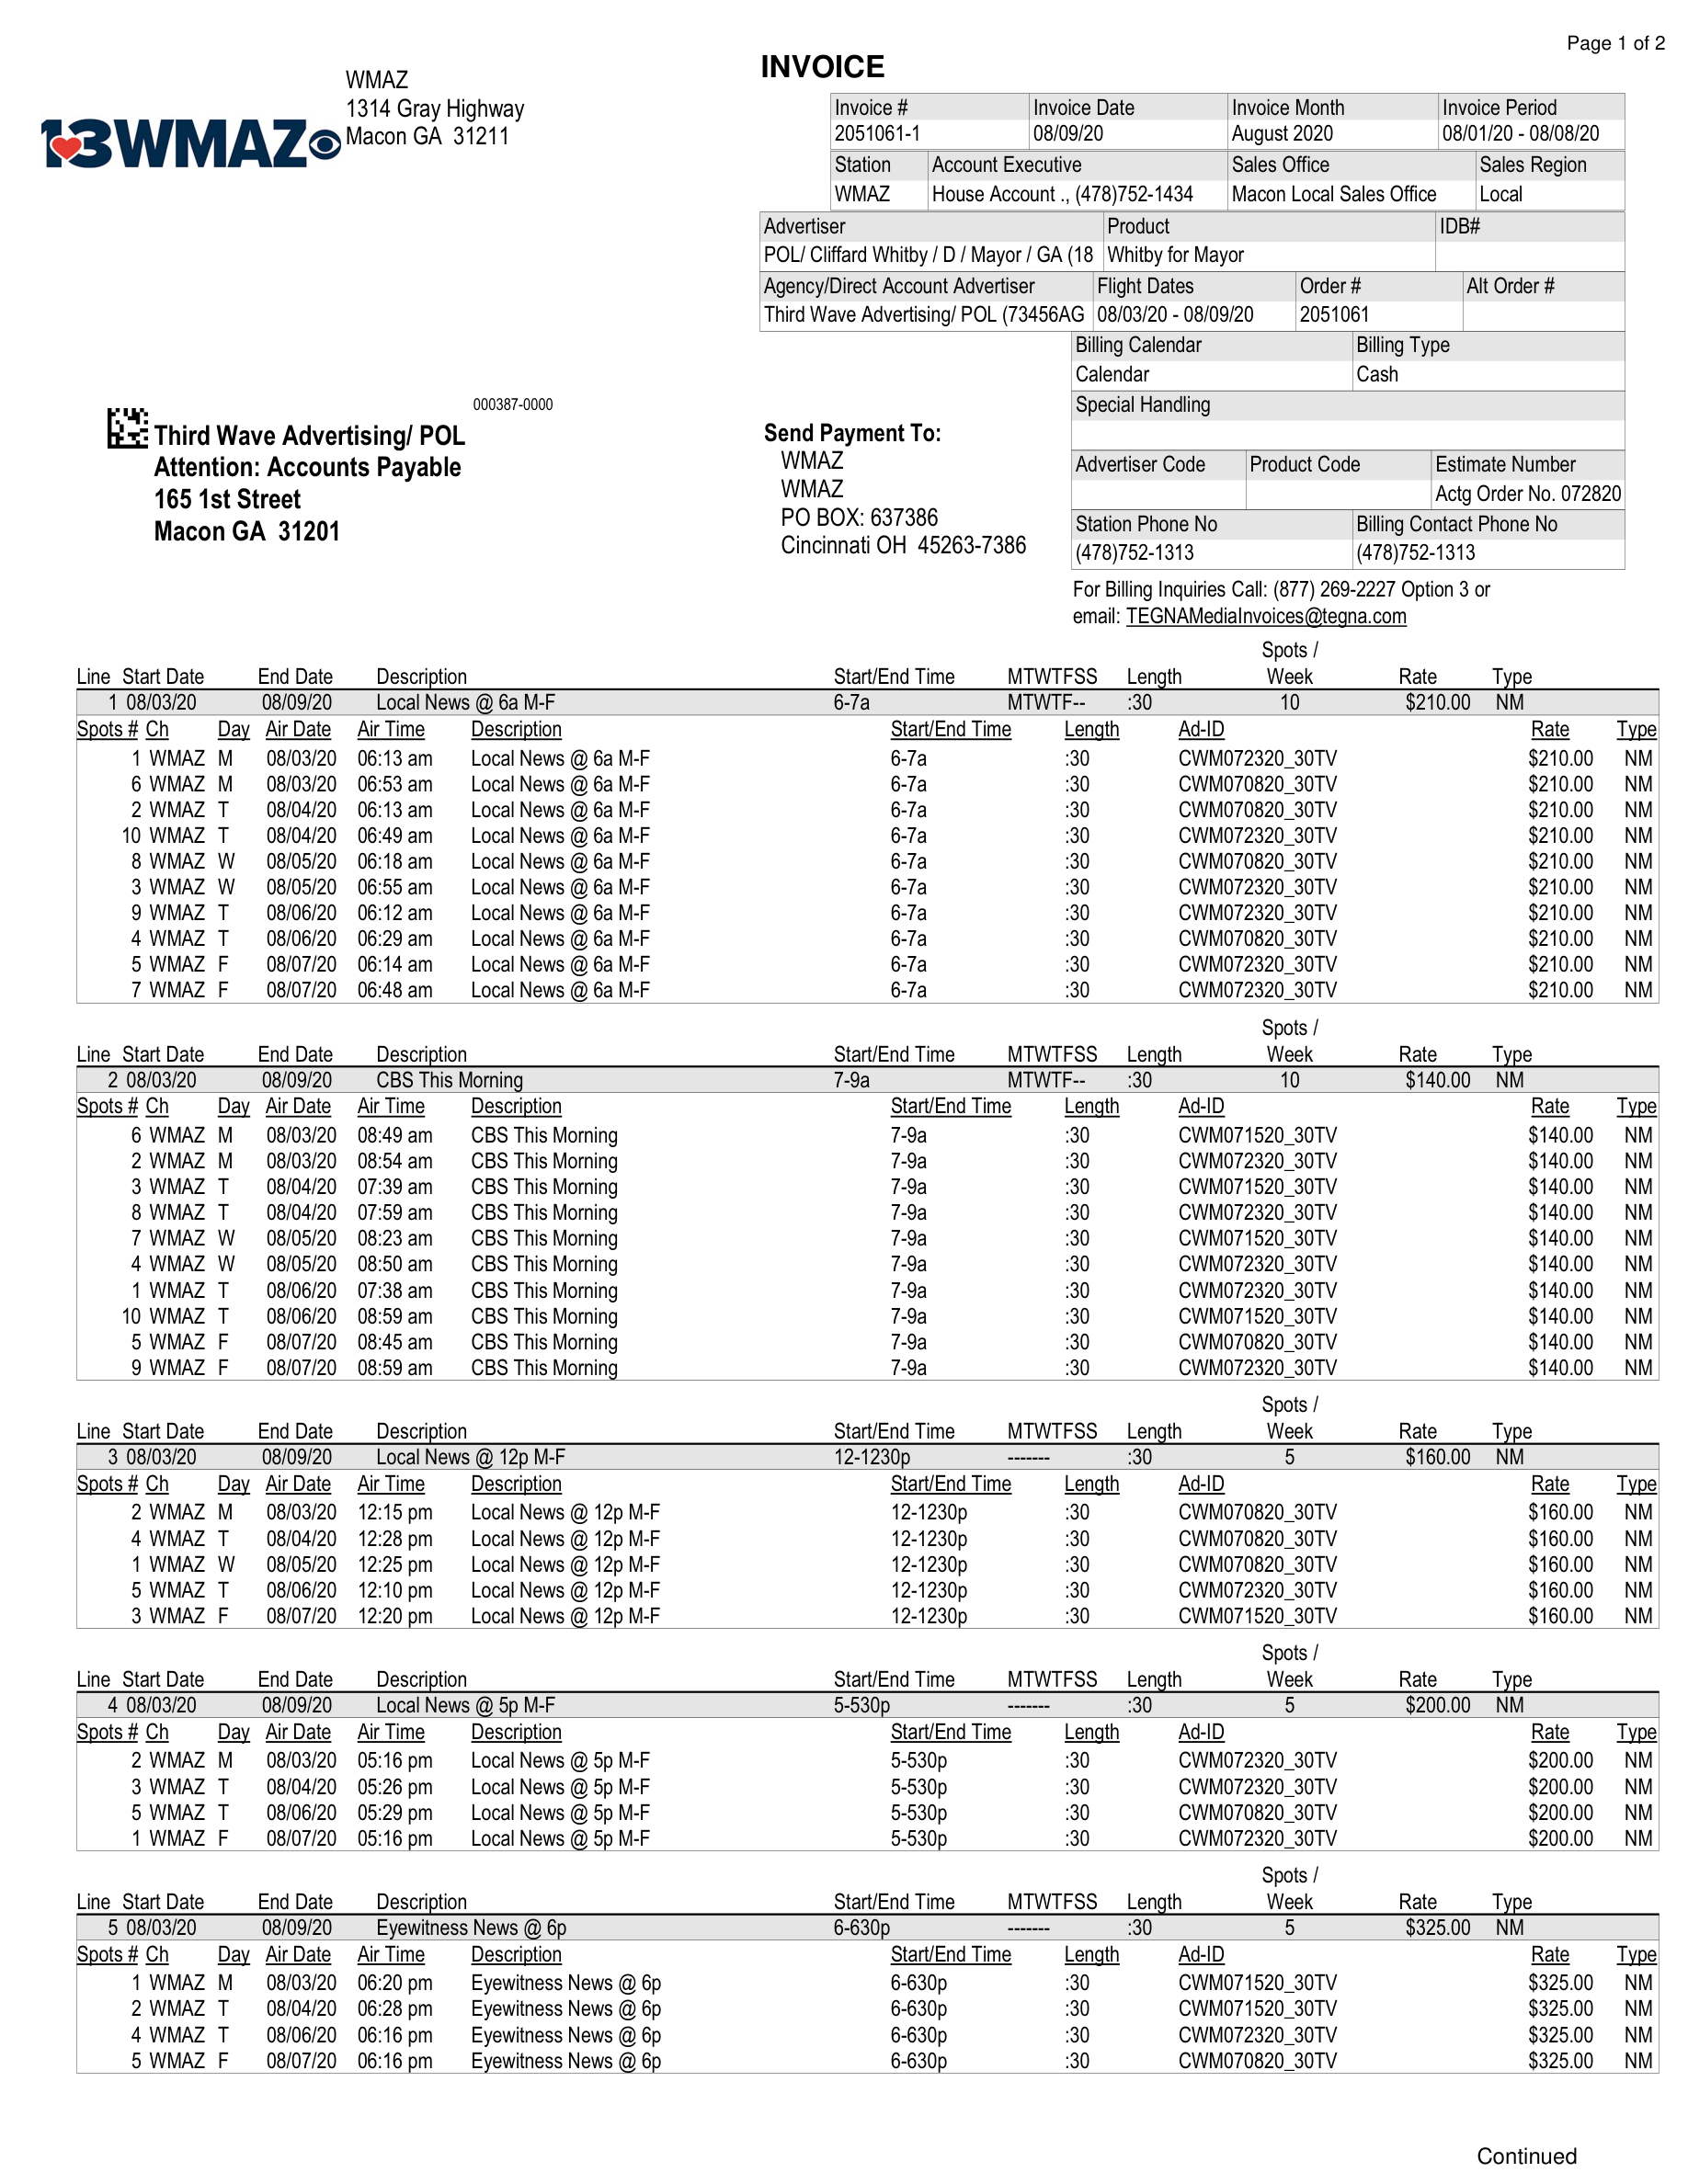 Page 1 of 2
INVOICE
13WMAZ
WMAZ
1314 Gray Highway
Macon GA 31211
Invoice # Invoice Date Invoice Month Invoice Period
2051061-1 08/09/20 August 2020 08/01/20 - 08/08/20
Station Account Executive Sales Office Sales Region
WMAZ House Account ., (478)752-1434 Macon Local Sales Office Local
Advertiser Product IDB#
POL/ Cliffard Whitby / D / Mayor / GA (18 Whitby for Mayor
Agency/Direct Account Advertiser Flight Dates Order # Alt Order #
Third Wave Advertising/ POL (73456AG 08/03/20 - 08/09/20 2051061
Billing Calendar Billing Type
Calendar Cash
Special Handling
Advertiser Code Product Code Estimate Number
Actg Order No. 072820
Station Phone No Billing Contact Phone No
(478)752-1313 (478)752-1313
000387-0000
Third Wave Advertising/ POL
Attention: Accounts Payable
165 1st Street
Macon GA 31201
Send Payment To:
WMAZ
WMAZ
PO BOX: 637386
Cincinnati OH 45263-7386
For Billing Inquiries Call: (877) 269-2227 Option 3 or
email: TEGNAMediaInvoices@tegna.com
Spots /
Line Start Date End Date Description Start/End Time MTWTFSS Length Week Rate Type
1 08/03/20 08/09/20 Local News @ 6a M-F 6-7a MTWTF-- :30 10 $210.00 NM
Spots # Ch Day Air Date Air Time Description Start/End Time Length Ad-ID Rate Type
1 WMAZ M 08/03/20 06:13 am Local News @ 6a M-F 6-7a :30 CWM072320_30TV $210.00 NM
6 WMAZ M 08/03/20 06:53 am Local News @ 6a M-F 6-7a :30 CWM070820_30TV $210.00 NM
2 WMAZ T 08/04/20 06:13 am Local News @ 6a M-F 6-7a :30 CWM070820_30TV $210.00 NM
10 WMAZ T 08/04/20 06:49 am Local News @ 6a M-F 6-7a :30 CWM072320_30TV $210.00 NM
8 WMAZ W 08/05/20 06:18 am Local News @ 6a M-F 6-7a :30 CWM070820_30TV $210.00 NM
3 WMAZ W 08/05/20 06:55 am Local News @ 6a M-F 6-7a :30 CWM072320_30TV $210.00 NM
9 WMAZ T 08/06/20 06:12 am Local News @ 6a M-F 6-7a :30 CWM072320_30TV $210.00 NM
4 WMAZ T 08/06/20 06:29 am Local News @ 6a M-F 6-7a :30 CWM070820_30TV $210.00 NM
5 WMAZ F 08/07/20 06:14 am Local News @ 6a M-F 6-7a :30 CWM072320_30TV $210.00 NM
7 WMAZ F 08/07/20 06:48 am Local News @ 6a M-F 6-7a :30 CWM072320_30TV $210.00 NM
Spots /
Line Start Date End Date Description Start/End Time MTWTFSS Length Week Rate Type
2 08/03/20 08/09/20 CBS This Morning 7-9a MTWTF-- :30 10 $140.00 NM
Spots # Ch Day Air Date Air Time Description Start/End Time Length Ad-ID Rate Type
6 WMAZ M 08/03/20 08:49 am CBS This Morning 7-9a :30 CWM071520_30TV $140.00 NM
2 WMAZ M 08/03/20 08:54 am CBS This Morning 7-9a :30 CWM072320_30TV $140.00 NM
3 WMAZ T 08/04/20 07:39 am CBS This Morning 7-9a :30 CWM071520_30TV $140.00 NM
8 WMAZ T 08/04/20 07:59 am CBS This Morning 7-9a :30 CWM072320_30TV $140.00 NM
7 WMAZ W 08/05/20 08:23 am CBS This Morning 7-9a :30 CWM071520_30TV $140.00 NM
4 WMAZ W 08/05/20 08:50 am CBS This Morning 7-9a :30 CWM072320_30TV $140.00 NM
1 WMAZ T 08/06/20 07:38 am CBS This Morning 7-9a :30 CWM072320_30TV $140.00 NM
10 WMAZ T 08/06/20 08:59 am CBS This Morning 7-9a :30 CWM071520_30TV $140.00 NM
5 WMAZ F 08/07/20 08:45 am CBS This Morning 7-9a :30 CWM070820_30TV $140.00 NM
9 WMAZ F 08/07/20 08:59 am CBS This Morning 7-9a :30 CWM072320_30TV $140.00 NM
Spots /
Line Start Date End Date Description Start/End Time MTWTFSS Length Week Rate Type
3 08/03/20 08/09/20 Local News @ 12p M-F 12-1230p ------- :30 5 $160.00 NM
Spots # Ch Day Air Date Air Time Description Start/End Time Length Ad-ID Rate Type
2 WMAZ M 08/03/20 12:15 pm Local News @ 12p M-F 12-1230p :30 CWM070820_30TV $160.00 NM
4 WMAZ T 08/04/20 12:28 pm Local News @ 12p M-F 12-1230p :30 CWM070820_30TV $160.00 NM
1 WMAZ W 08/05/20 12:25 pm Local News @ 12p M-F 12-1230p :30 CWM070820_30TV $160.00 NM
5 WMAZ T 08/06/20 12:10 pm Local News @ 12p M-F 12-1230p :30 CWM072320_30TV $160.00 NM
3 WMAZ F 08/07/20 12:20 pm Local News @ 12p M-F 12-1230p :30 CWM071520_30TV $160.00 NM
Spots /
Line Start Date End Date Description Start/End Time MTWTFSS Length Week Rate Type
4 08/03/20 08/09/20 Local News @ 5p M-F 5-530p ------- :30 5 $200.00 NM
Spots # Ch Day Air Date Air Time Description Start/End Time Length Ad-ID Rate Type
2 WMAZ M 08/03/20 05:16 pm Local News @ 5p M-F 5-530p :30 CWM072320_30TV $200.00 NM
3 WMAZ T 08/04/20 05:26 pm Local News @ 5p M-F 5-530p :30 CWM072320_30TV $200.00 NM
5 WMAZ T 08/06/20 05:29 pm Local News @ 5p M-F 5-530p :30 CWM070820_30TV $200.00 NM
1 WMAZ F 08/07/20 05:16 pm Local News @ 5p M-F 5-530p :30 CWM072320_30TV $200.00 NM
Spots /
Line Start Date End Date Description Start/End Time MTWTFSS Length Week Rate Type
5 08/03/20 08/09/20 Eyewitness News @ 6p 6-630p ------- :30 5 $325.00 NM
Spots # Ch Day Air Date Air Time Description Start/End Time Length Ad-ID Rate Type
1 WMAZ M 08/03/20 06:20 pm Eyewitness News @ 6p 6-630p :30 CWM071520_30TV $325.00 NM
2 WMAZ T 08/04/20 06:28 pm Eyewitness News @ 6p 6-630p :30 CWM071520_30TV $325.00 NM
4 WMAZ T 08/06/20 06:16 pm Eyewitness News @ 6p 6-630p :30 CWM072320_30TV $325.00 NM
5 WMAZ F 08/07/20 06:16 pm Eyewitness News @ 6p 6-630p :30 CWM070820_30TV $325.00 NM
Continued